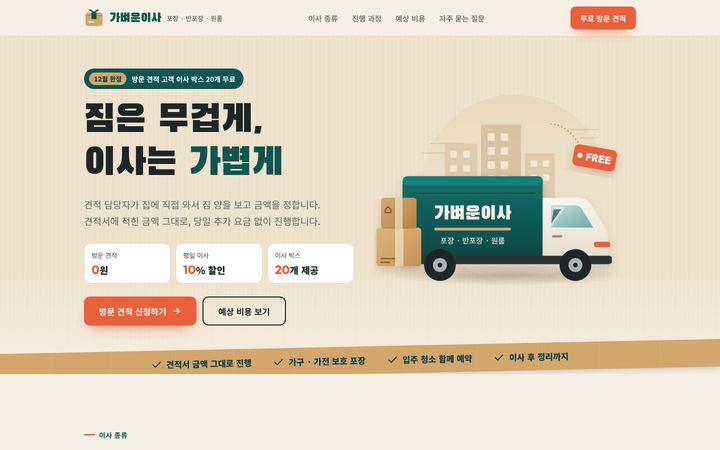 가벼운이사 포장 · 반포장 · 원룸
이사 종류 진행 과정 예상 비용 자주 묻는 질문
무료 방문 견적
12월 한정 방문 견적 고객 이사 박스 20개 무료
짐은 무겁게,
이사는 가볍게
견적 담당자가 집에 직접 와서 짐 양을 보고 금액을 정합니다.
견적서에 적힌 금액 그대로, 당일 추가 요금 없이 진행합니다.
방문 견적
0원
평일 이사
10% 할인
이사 박스
20개 제공
방문 견적 신청하기 →
예상 비용 보기
FREE
가벼운이사
포장 · 반포장 · 원룸
견적서 금액 그대로 진행
가구 · 가전 보호 포장
입주 청소 함께 예약
이사 후 정리까지
이사 종류